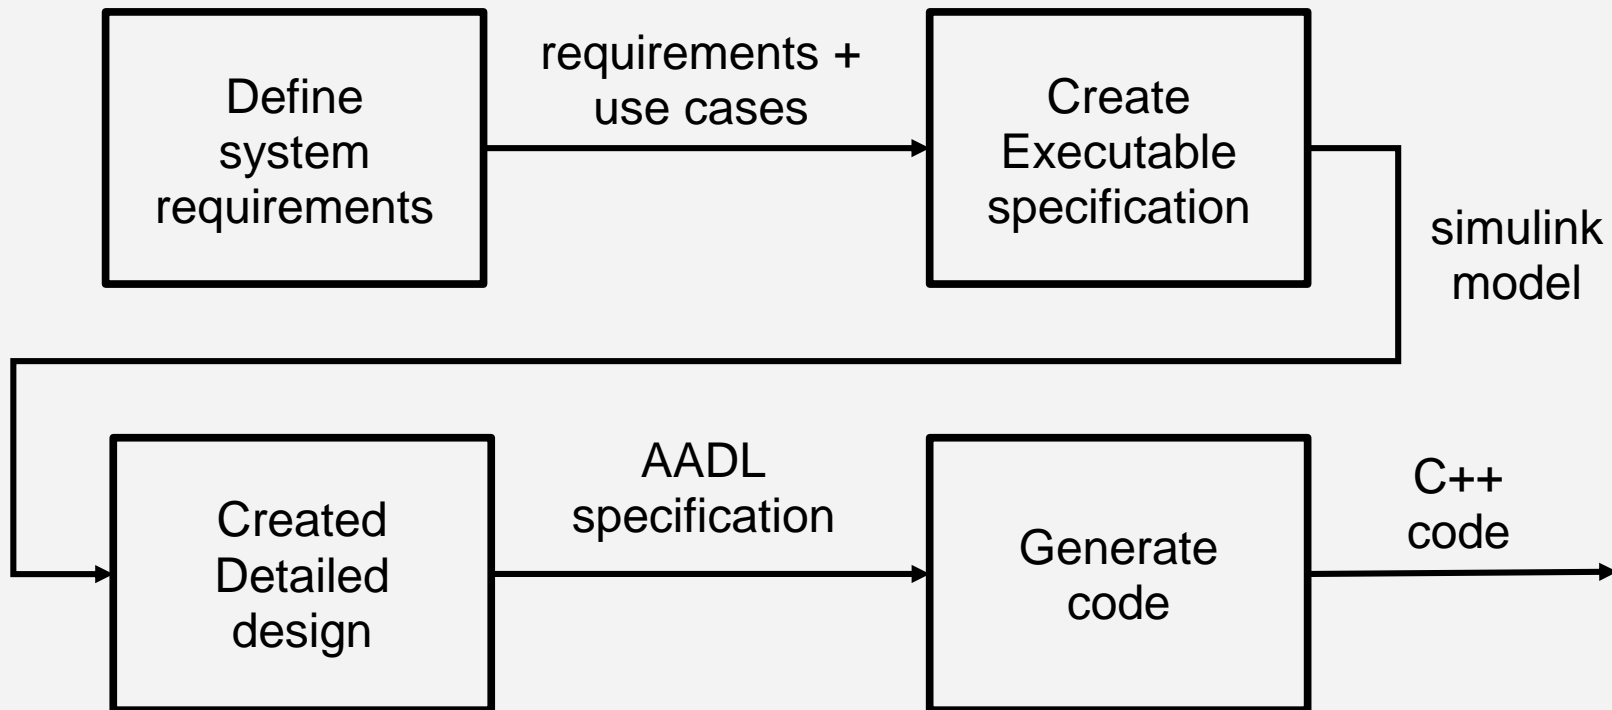 Define
system
requirements
requirements +
use cases
Create
Executable
specification
simulink
model
Created
Detailed
design
AADL
specification
Generate
code
C++
code